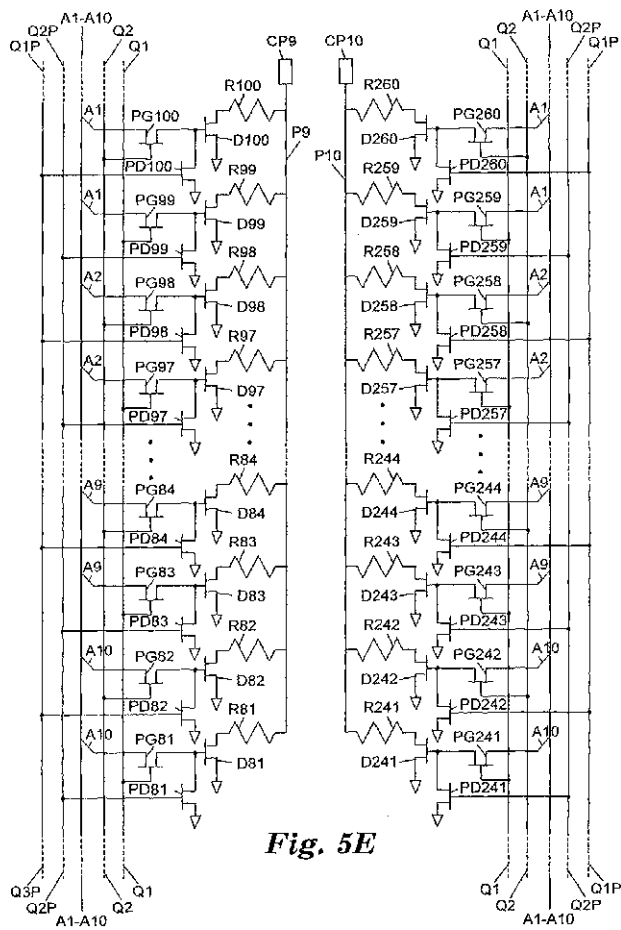 A1-A10 A1-A10
Q2 Q2
Q2P Q1 CP9 CP10 Q1 Q2P
Q1P Q1P
R100 R260
A1 PG100 PG260 A1
D100 P9 D260
PD100 P10 PD260
R99 R259
A1 PG99 PG259 A1
D99 D259
PD99 PD259
R98 R258
A2 PG98 PG258 A2
D98 D258
PD98 PD258
R97 R257
A2 PG97 PG257 A2
D97 D257
PD97 PD257
R84 R244
A9 PG84 PG244 A9
D84 D244
PD84 PD244
R83 R243
A9 PG83 PG243 A9
D83 D243
PD83 PD243
R82 R242
A10 PG82 PG242 A10
D82 D242
PD82 PD242
R81 R241
A10 PG81 PG241 A10
D81 D241
PD81 PD241
Fig. 5E
Q3P Q1 Q1 Q1P
Q2P Q2 Q2 Q2P
A1-A10 A1-A10